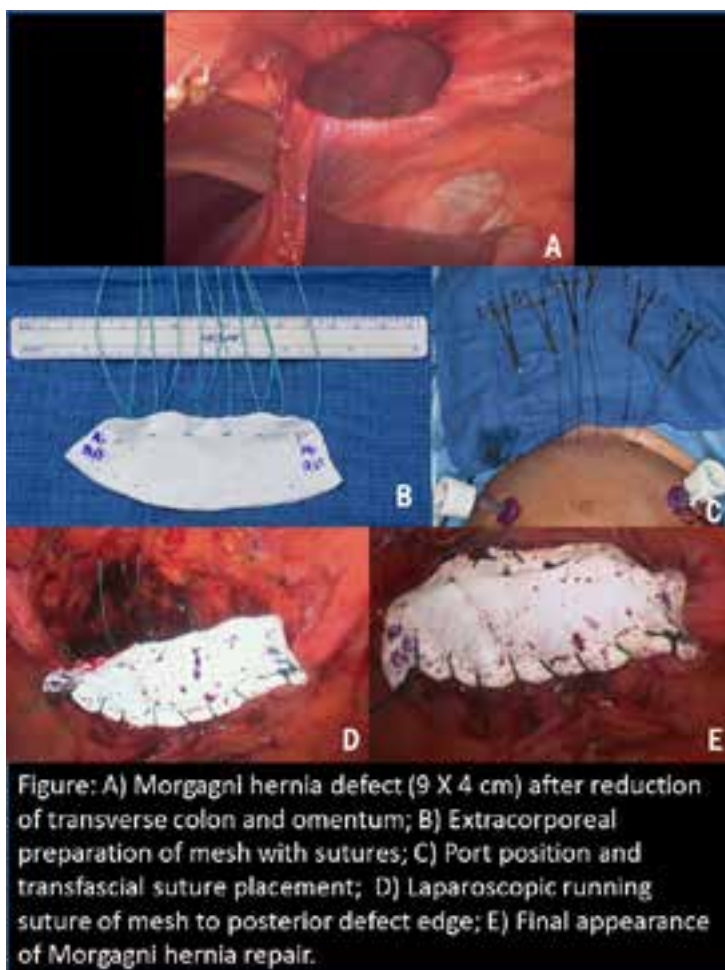 A
B
C
D
E
Figure: A) Morgagni hernia defect (9 X 4 cm) after reduction
of transverse colon and omentum; B) Extracorporeal
preparation of mesh with sutures; C) Port position and
transfascial suture placement;  D) Laparoscopic running
suture of mesh to posterior defect edge; E) Final appearance
of Morgagni hernia repair.